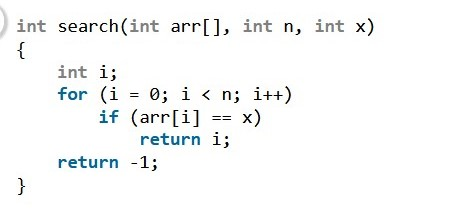 int search(int arr[], int n, int x)
{
    int i;
    for (i = 0; i < n; i++)
        if (arr[i] == x)
            return i;
    return -1;
}